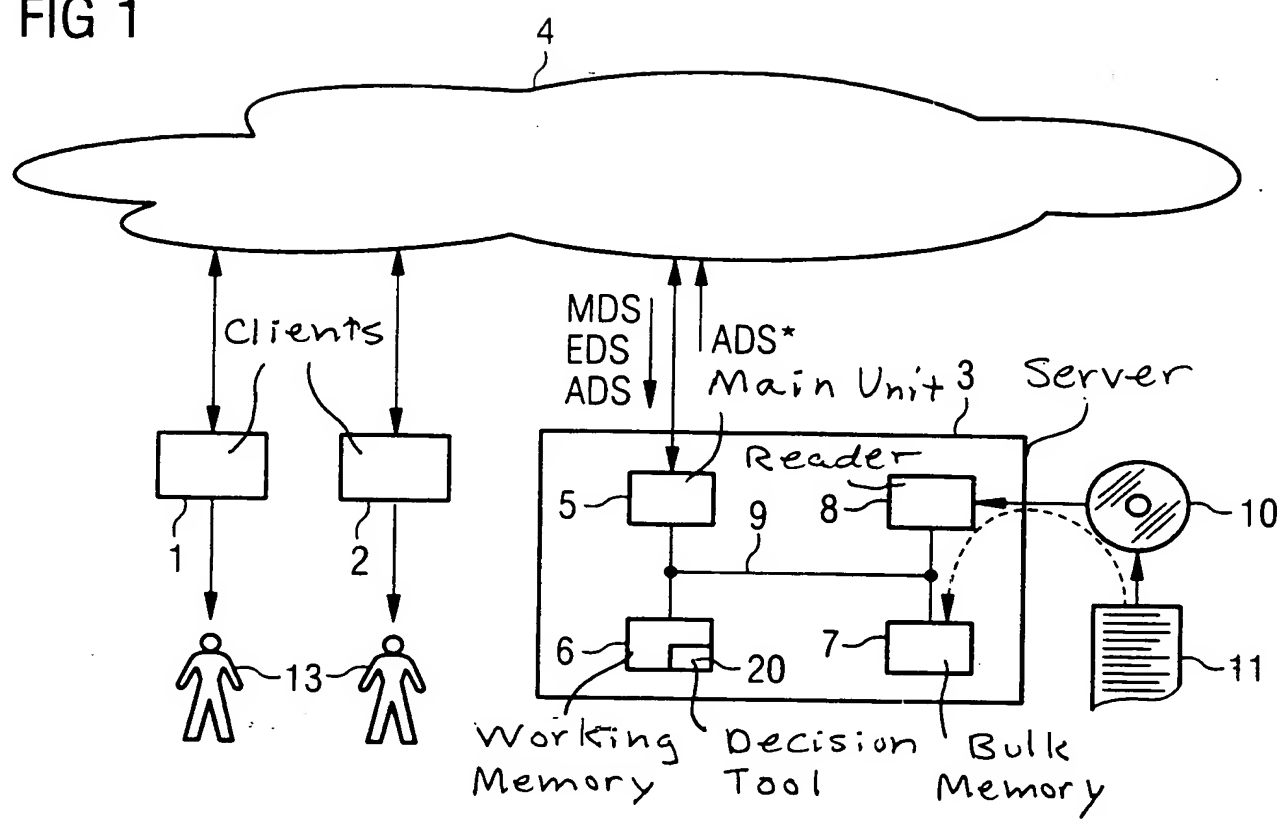 FIG 1
4
Clients
MDS
EDS
ADS
ADS*
Main Unit
3
Server
Reader
5
8
9
10
1
2
6
20
7
11
13
Working
Memory
Decision
Tool
Bulk
Memory